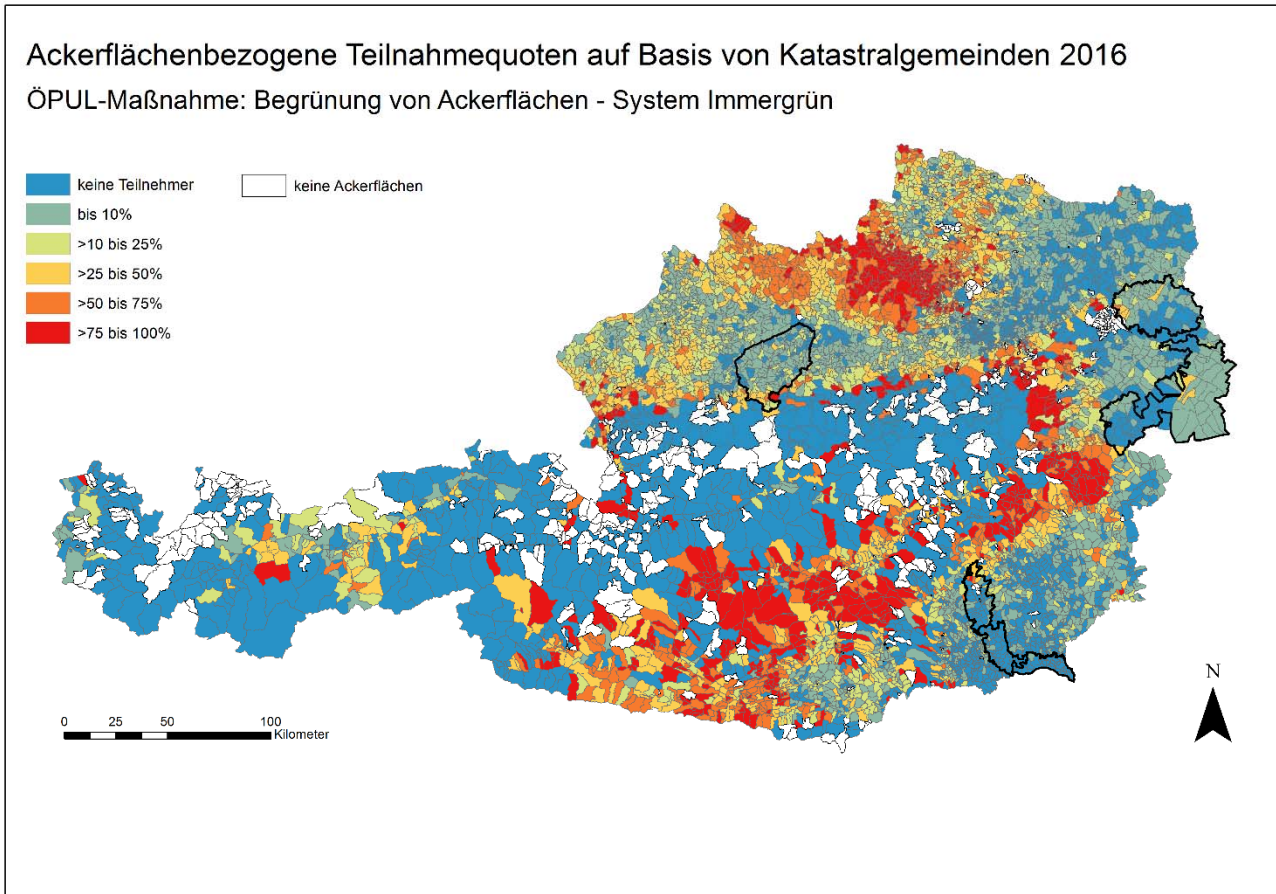 Ackerflächenbezogene Teilnahmequoten auf Basis von Katastralgemeinden 2016
ÖPUL-Maßnahme: Begrünung von Ackerflächen - System Immergrün
keine Teilnehmer
keine Ackerflächen
bis 10%
>10 bis 25%
>25 bis 50%
>50 bis 75%
>75 bis 100%
N
0 25 50 100
Kilometer